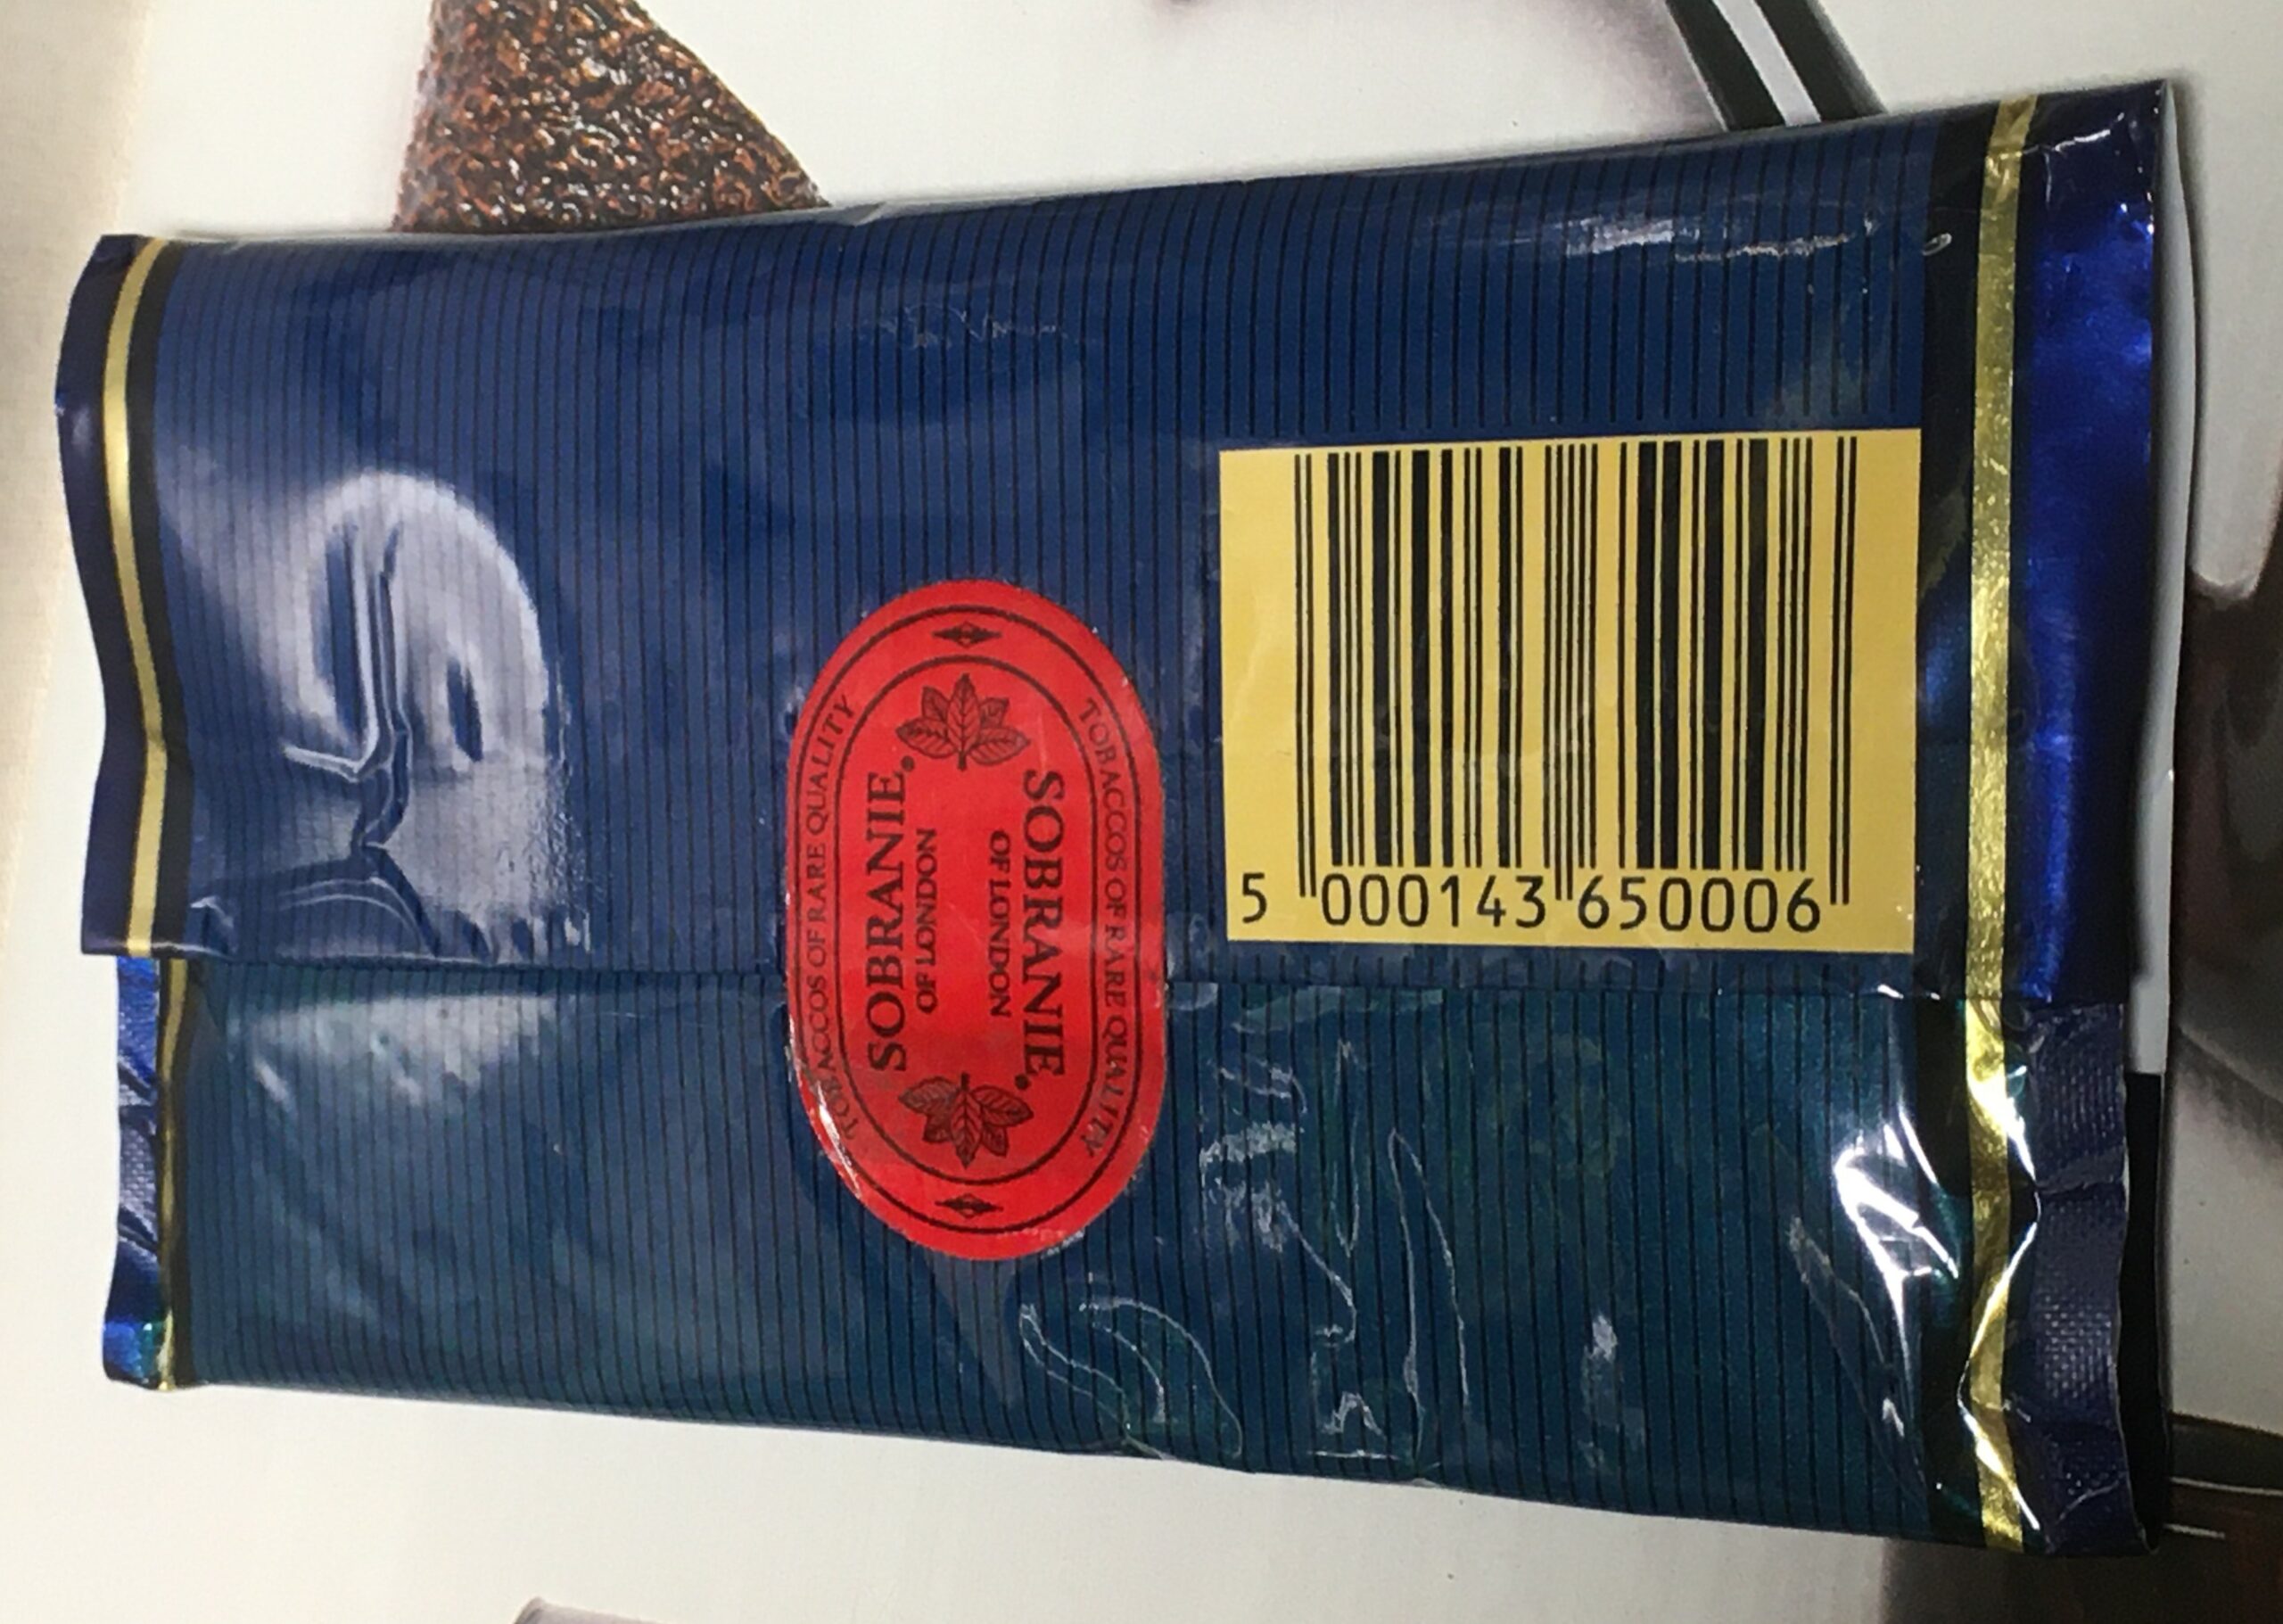 TOBACCOS OF RARE QUALITY
SOBRANIE
OF LONDON
SOBRANIE
OF LONDON
TOBACCOS OF RARE QUALITY
5 000143 650006